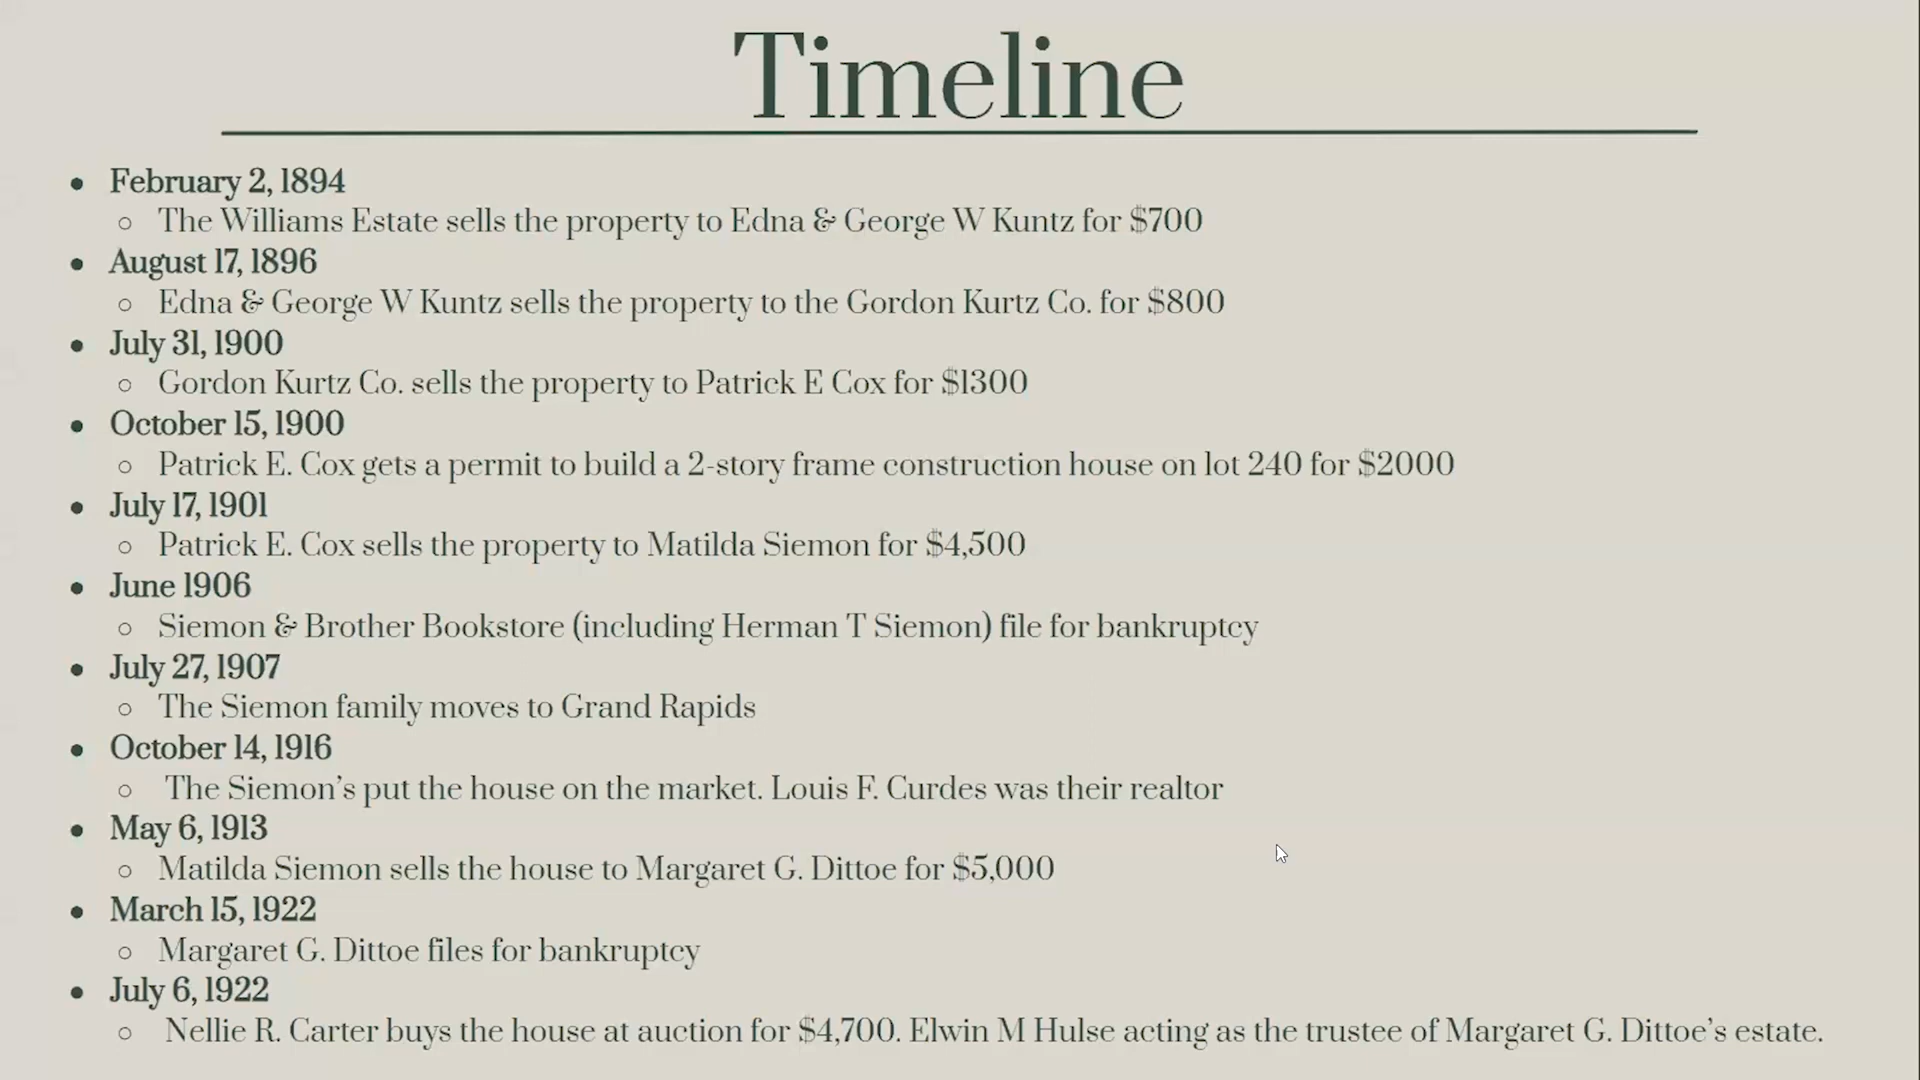 Timeline
• February 2, 1894
○ The Williams Estate sells the property to Edna & George W Kuntz for $700
• August 17, 1896
○ Edna & George W Kuntz sells the property to the Gordon Kurtz Co. for $800
• July 31, 1900
○ Gordon Kurtz Co. sells the property to Patrick E Cox for $1300
• October 15, 1900
○ Patrick E. Cox gets a permit to build a 2-story frame construction house on lot 240 for $2000
• July 17, 1901
○ Patrick E. Cox sells the property to Matilda Siemon for $4,500
• June 1906
○ Siemon & Brother Bookstore (including Herman T Siemon) file for bankruptcy
• July 27, 1907
○ The Siemon family moves to Grand Rapids
• October 14, 1916
○ The Siemon’s put the house on the market. Louis F. Curdes was their realtor
• May 6, 1913
○ Matilda Siemon sells the house to Margaret G. Dittoe for $5,000
• March 15, 1922
○ Margaret G. Dittoe files for bankruptcy
• July 6, 1922
○ Nellie R. Carter buys the house at auction for $4,700. Elwin M Hulse acting as the trustee of Margaret G. Dittoe’s estate.